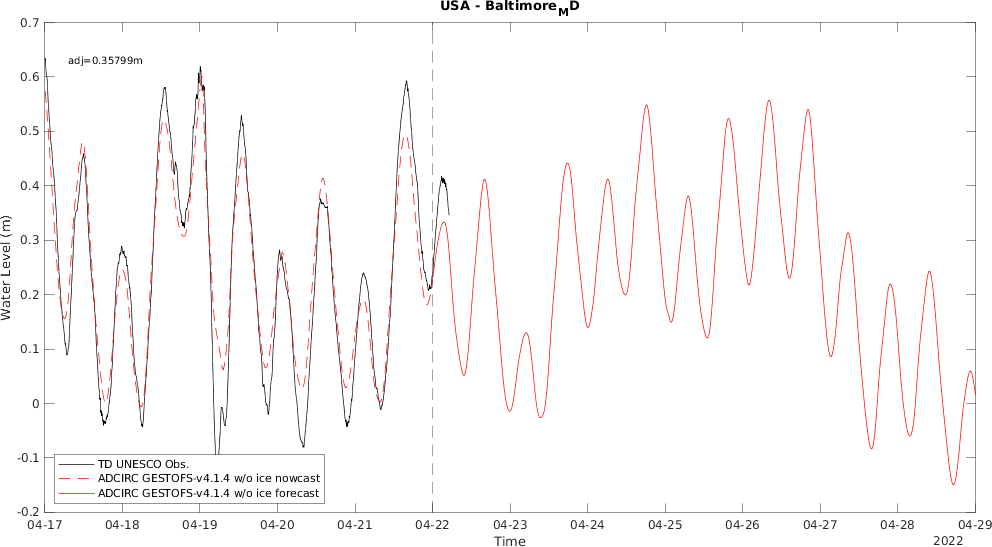 USA - Baltimore_MD
adj=0.35799m
Water Level (m)
0.7
0.6
0.5
0.4
0.3
0.2
0.1
0
-0.1
-0.2
TD UNESCO Obs.
ADCIRC GESTOFS-v4.1.4 w/o ice nowcast
ADCIRC GESTOFS-v4.1.4 w/o ice forecast
04-17 04-18 04-19 04-20 04-21 04-22 04-23 04-24 04-25 04-26 04-27 04-28 04-29
Time
2022